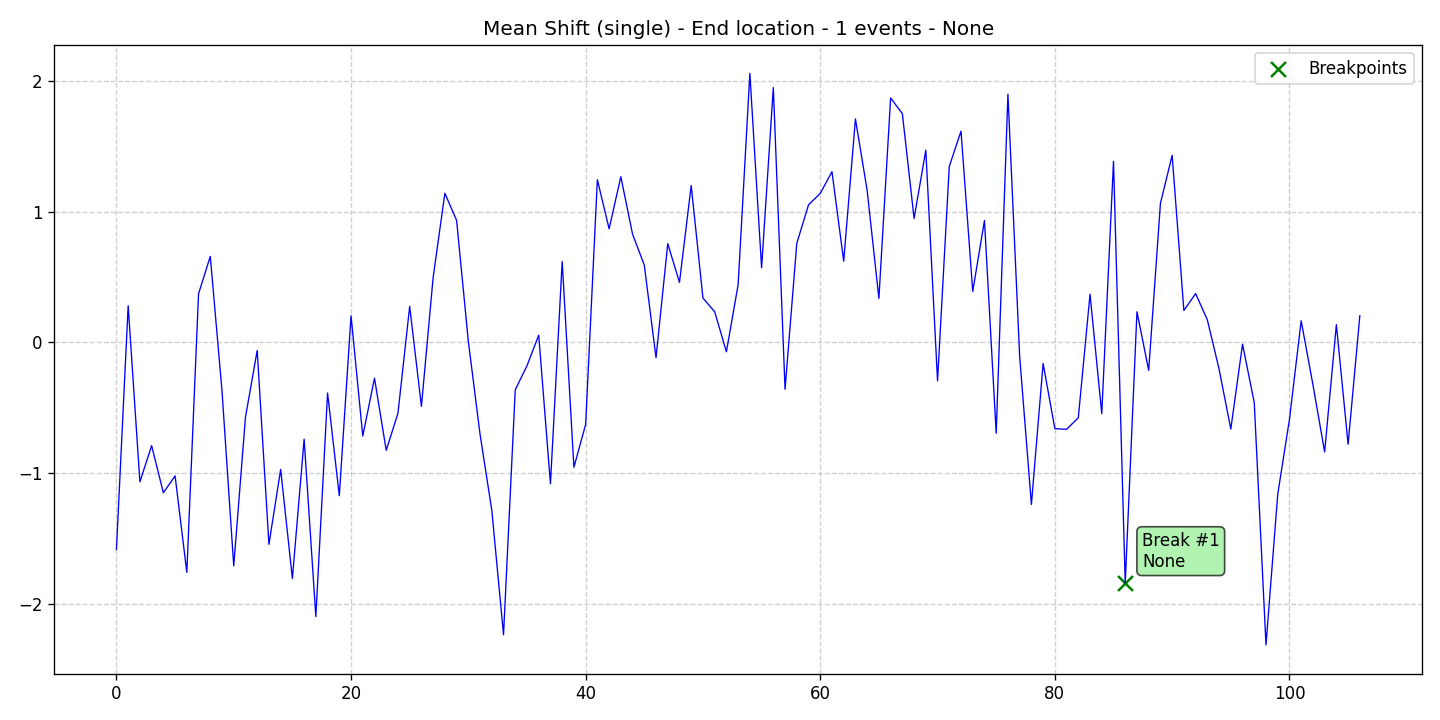 Mean Shift (single) - End location - 1 events - None
Breakpoints
2
1
0
−1
−2
Break #1
None
0 20 40 60 80 100